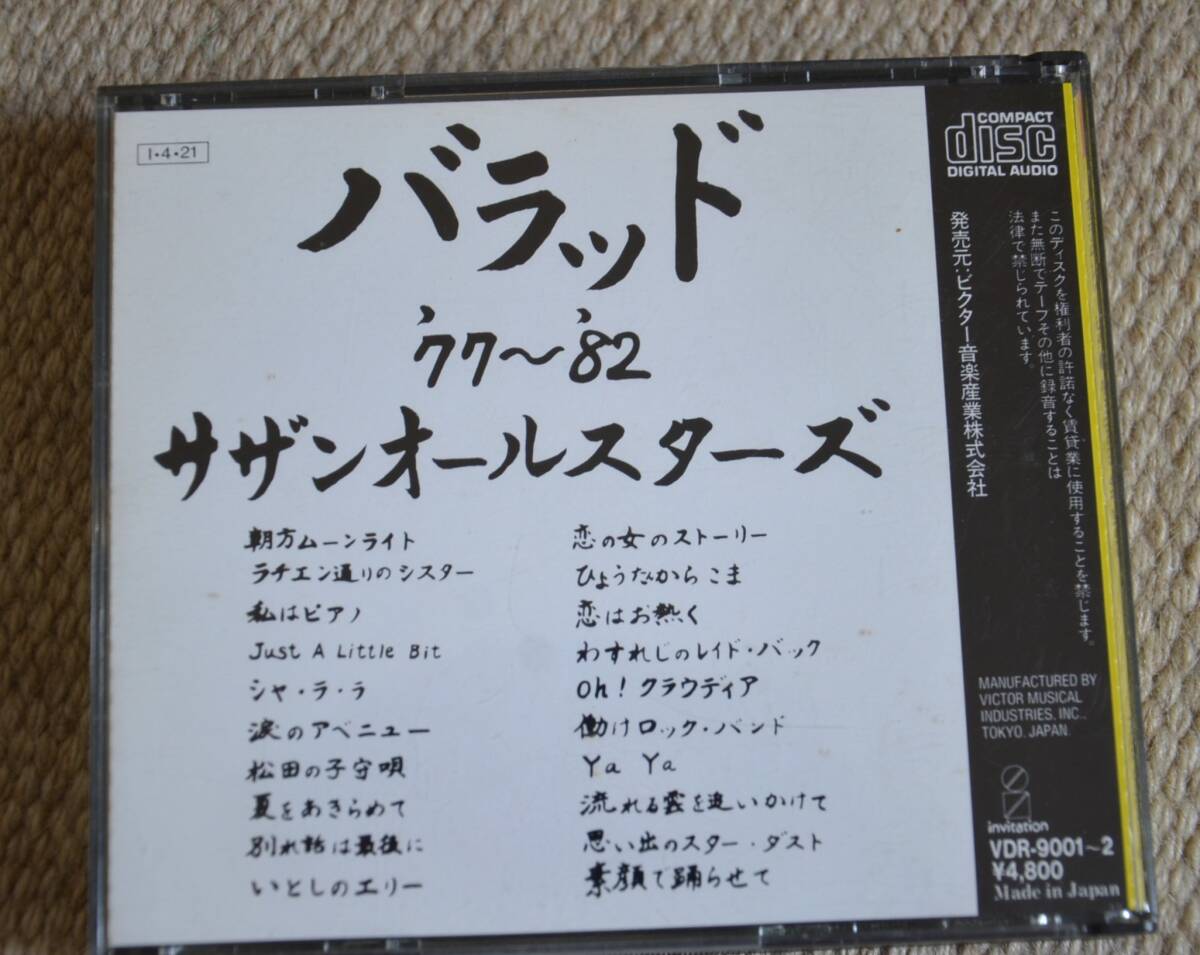 I・4・21
バラッド
'77〜'82
サザンオールスターズ
朝方ムーンライト
ラチエン通りのシスター
私はピアノ
Just A Little Bit
シャ・ラ・ラ
涙のアベニュー
松田の子守唄
夏をあきらめて
別れ話は最後に
いとしのエリー
恋の女のストーリー
ひょうたんからこま
恋はお熱く
わすれじのレイド・バック
Oh! クラウディア
働けロック・バンド
Ya Ya
流れる雲を追いかけて
思い出のスター・ダスト
素顔で踊らせて
COMPACT
disc
DIGITAL AUDIO
このディスクを権利者の許諾なく賃貸業に使用することを禁じます。
また無断でテープその他に録音することは
法律で禁じられています。
発売元:ビクター音楽産業株式会社
MANUFACTURED BY
VICTOR MUSICAL
INDUSTRIES, INC.,
TOKYO, JAPAN
invitation
VDR-9001~2
¥4,800
Made in Japan